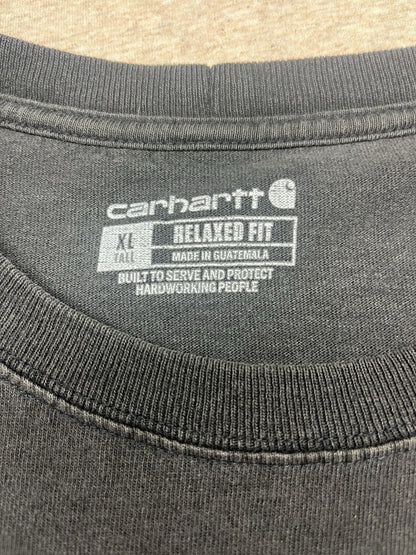 carhartt
XL
TALL
RELAXED FIT
MADE IN GUATEMALA
BUILT TO SERVE AND PROTECT
HARDWORKING PEOPLE